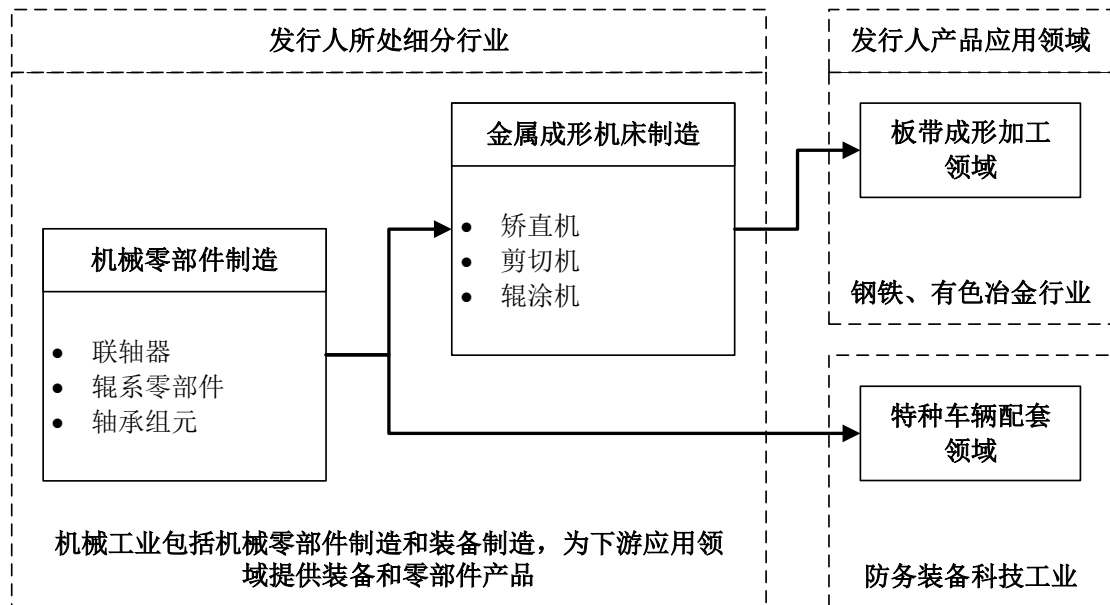 发行人所处细分行业
发行人产品应用领域
金属成形机床制造
● 矫直机
● 剪切机
● 辊涂机
机械零部件制造
● 联轴器
● 辊系零部件
● 轴承组元
机械工业包括机械零部件制造和装备制造，为下游应用领
域提供装备和零部件产品
板带成形加工
领域
钢铁、有色冶金行业
特种车辆配套
领域
防务装备科技工业